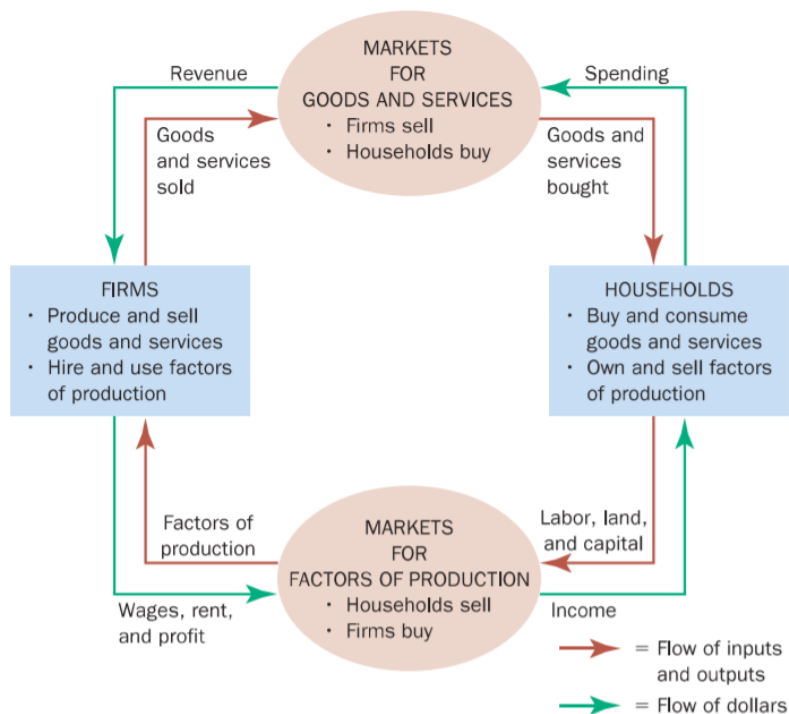 MARKETS
FOR
GOODS AND SERVICES
• Firms sell
• Households buy
Revenue
Spending
Goods
and services
sold
Goods and
services
bought
FIRMS
• Produce and sell
goods and services
• Hire and use factors
of production
HOUSEHOLDS
• Buy and consume
goods and services
• Own and sell factors
of production
Factors of
production
Labor, land,
and capital
MARKETS
FOR
FACTORS OF PRODUCTION
• Households sell
• Firms buy
Wages, rent,
and profit
Income
= Flow of inputs
and outputs
= Flow of dollars